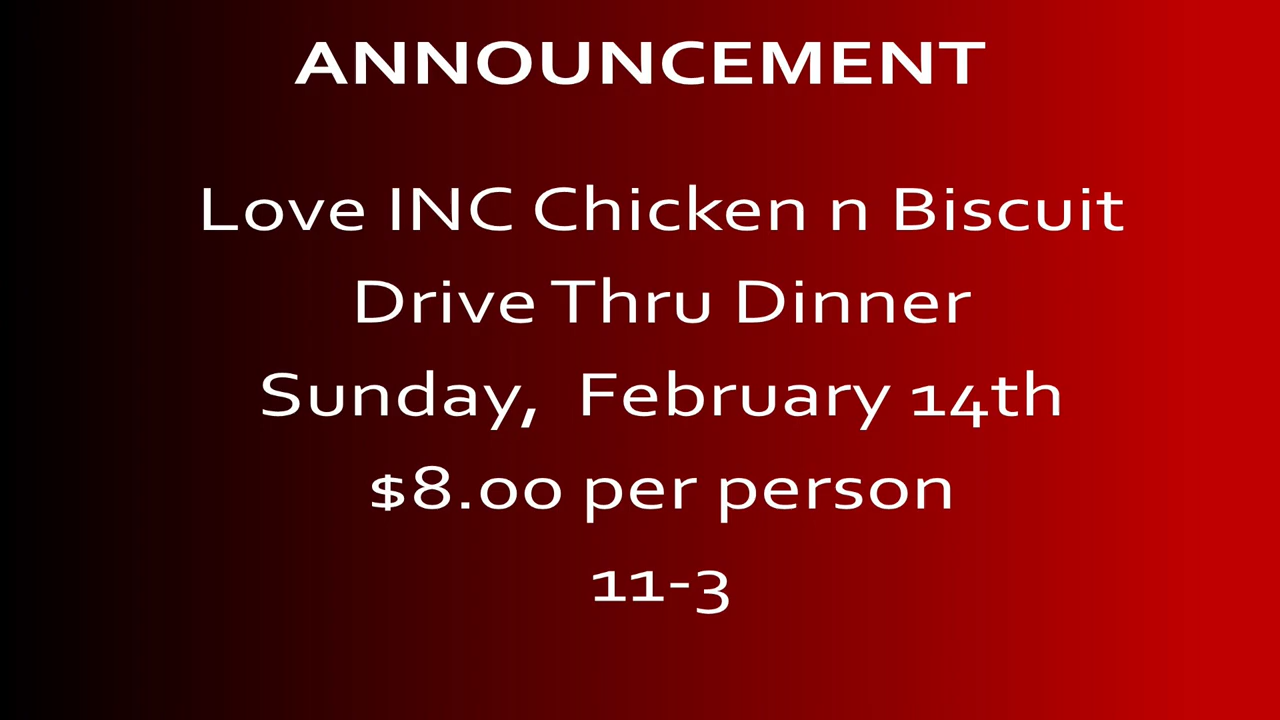 ANNOUNCEMENT
Love INC Chicken n Biscuit
Drive Thru Dinner
Sunday,  February 14th
$8.00 per person
11-3